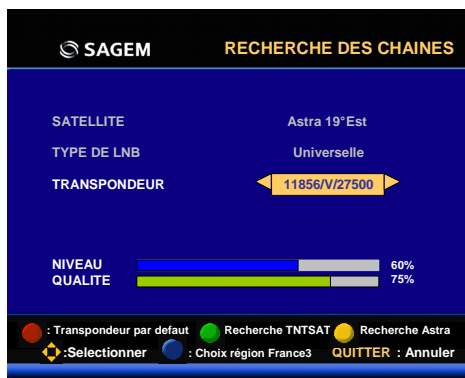 SAGEM RECHERCHE DES CHAINES
SATELLITE Astra 19°Est
TYPE DE LNB Universelle
TRANSPONDEUR 11856/V/27500
NIVEAU 60%
QUALITE 75%
: Transpondeur par defaut Recherche TNTSAT Recherche Astra
:Selectionner : Choix région France3 QUITTER : Annuler